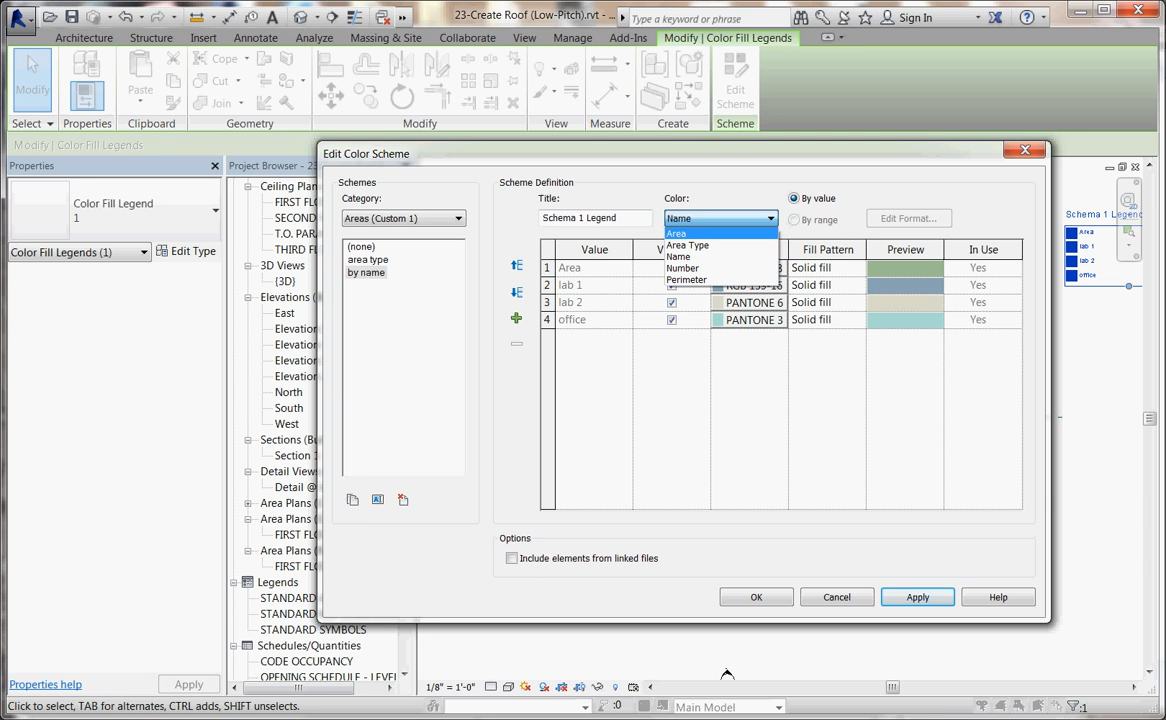 23-Create Roof (Low-Pitch).rvt - ...
Type a keyword or phrase
Sign In
Architecture
Structure
Insert
Annotate
Analyze
Massing & Site
Collaborate
View
Manage
Add-Ins
Modify | Color Fill Legends
Modify
Cope
Cut
Join
Paste
Edit
Scheme
Select
Properties
Clipboard
Geometry
Modify
View
Measure
Create
Scheme
Modify | Color Fill Legends
Properties
Color Fill Legend
1
Color Fill Legends (1)
Edit Type
Project Browser - 23
Ceiling Plan
FIRST FL
SECOND
T.O. PARA
THIRD FL
3D Views
{3D}
Elevations (
East
Elevation
Elevation
Elevation
Elevation
North
South
West
Sections (Bu
Section 1
Detail Views
Detail @
Area Plans (
Area Plans (
FIRST FLO
Area Plans (
FIRST FLO
Legends
STANDARD
STANDARD
STANDARD SYMBOLS
Schedules/Quantities
CODE OCCUPANCY
OPENING SCHEDULE - LEVEL
Edit Color Scheme
Schemes
Category:
Areas (Custom 1)
(none)
area type
by name
Scheme Definition
Title:
Schema 1 Legend
Color:
Name
Area
Area Type
Name
Number
Perimeter
By value
By range
Edit Format...
Value
Fill Pattern
Preview
In Use
1 Area Solid fill Yes
2 lab 1 Solid fill Yes
3 lab 2 PANTONE 6 Solid fill Yes
4 office PANTONE 3 Solid fill Yes
Options
Include elements from linked files
OK
Cancel
Apply
Help
Schema 1 Legend
Area
lab 1
lab 2
office
Properties help
Apply
1/8" = 1'-0"
Click to select, TAB for alternates, CTRL adds, SHIFT unselects.
:0
Main Model
:1